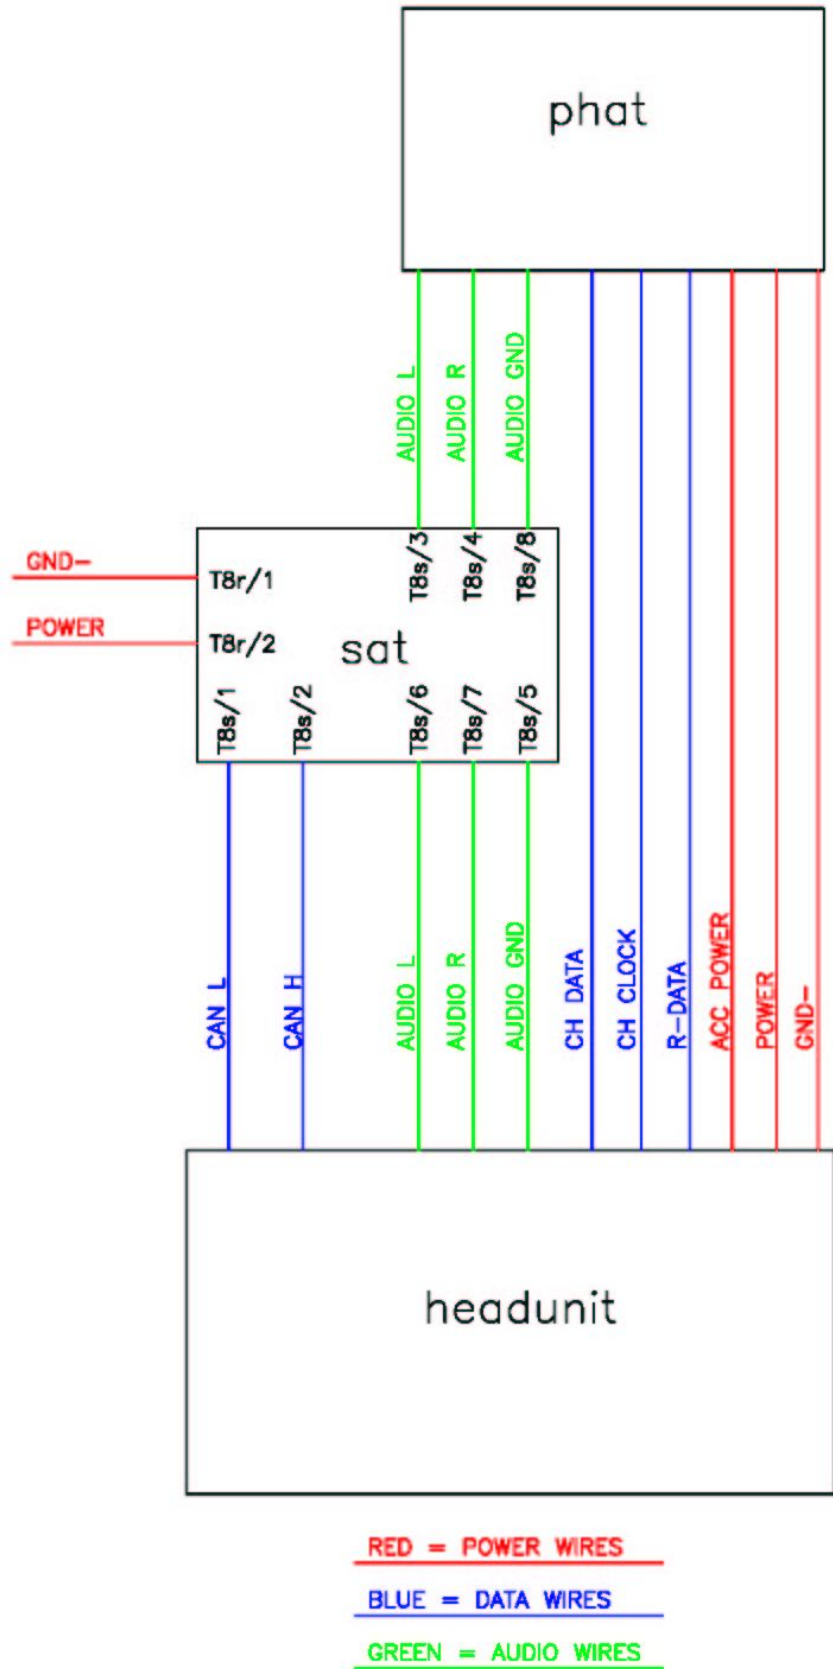 phat
AUDIO L
AUDIO R
AUDIO GND
GND-
POWER
T8r/1
T8r/2
T8s/3
T8s/4
T8s/8
sat
T8s/1
T8s/2
T8s/6
T8s/7
T8s/5
CAN L
CAN H
AUDIO L
AUDIO R
AUDIO GND
CH DATA
CH CLOCK
R-DATA
ACC POWER
POWER
GND-
headunit
RED = POWER WIRES
BLUE = DATA WIRES
GREEN = AUDIO WIRES